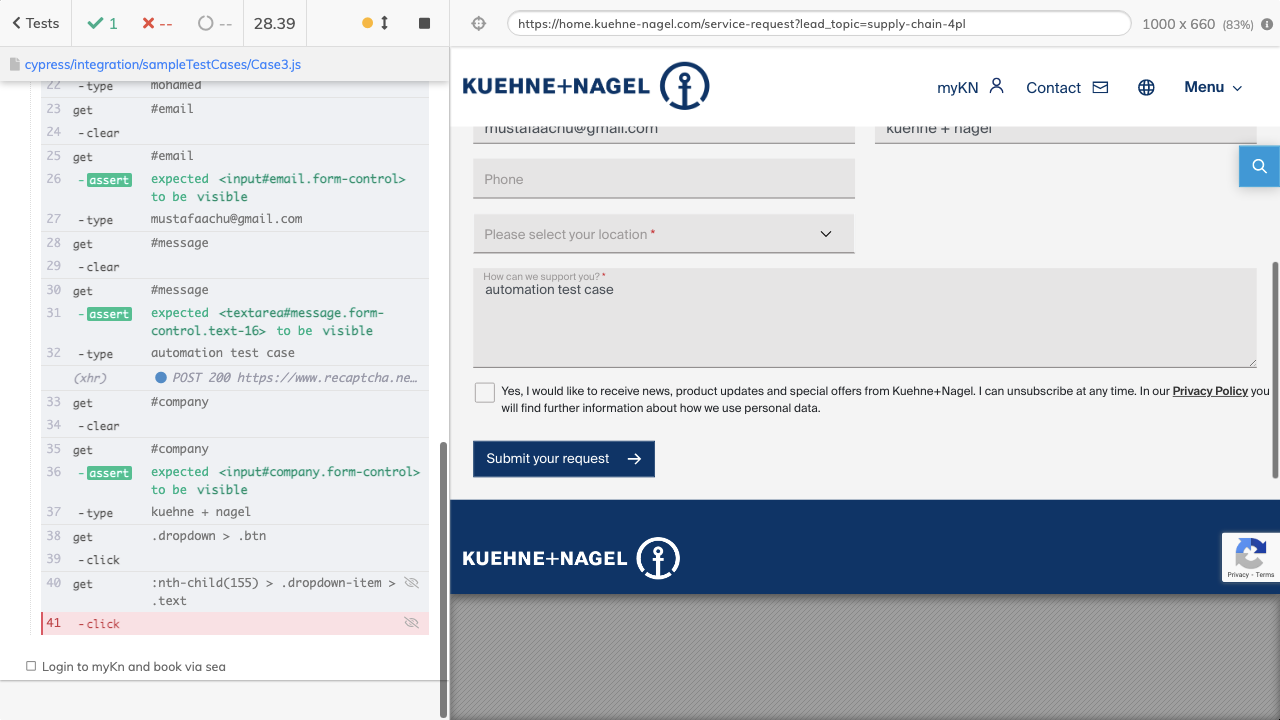 Tests
1
--
--
28.39
https://home.kuehne-nagel.com/service-request?lead_topic=supply-chain-4pl
1000 x 660 (83%)
cypress/integration/sampleTestCases/Case3.js
22 -type mohamed
23 get #email
24 -clear
25 get #email
26 -assert expected <input#email.form-control>
to be visible
27 -type mustafaachu@gmail.com
28 get #message
29 -clear
30 get #message
31 -assert expected <textarea#message.form-
control.text-16> to be visible
32 -type automation test case
(xhr) POST 200 https://www.recaptcha.ne…
33 get #company
34 -clear
35 get #company
36 -assert expected <input#company.form-control>
to be visible
37 -type kuehne + nagel
38 get .dropdown > .btn
39 -click
40 get :nth-child(155) > .dropdown-item >
.text
41 -click
Login to myKn and book via sea
KUEHNE+NAGEL
myKN
Contact
Menu
mustafaachu@gmail.com
kuehne + nagel
Phone
Please select your location *
How can we support you? *
automation test case
Yes, I would like to receive news, product updates and special offers from Kuehne+Nagel. I can unsubscribe at any time. In our Privacy Policy you
will find further information about how we use personal data.
Submit your request
KUEHNE+NAGEL
Privacy - Terms